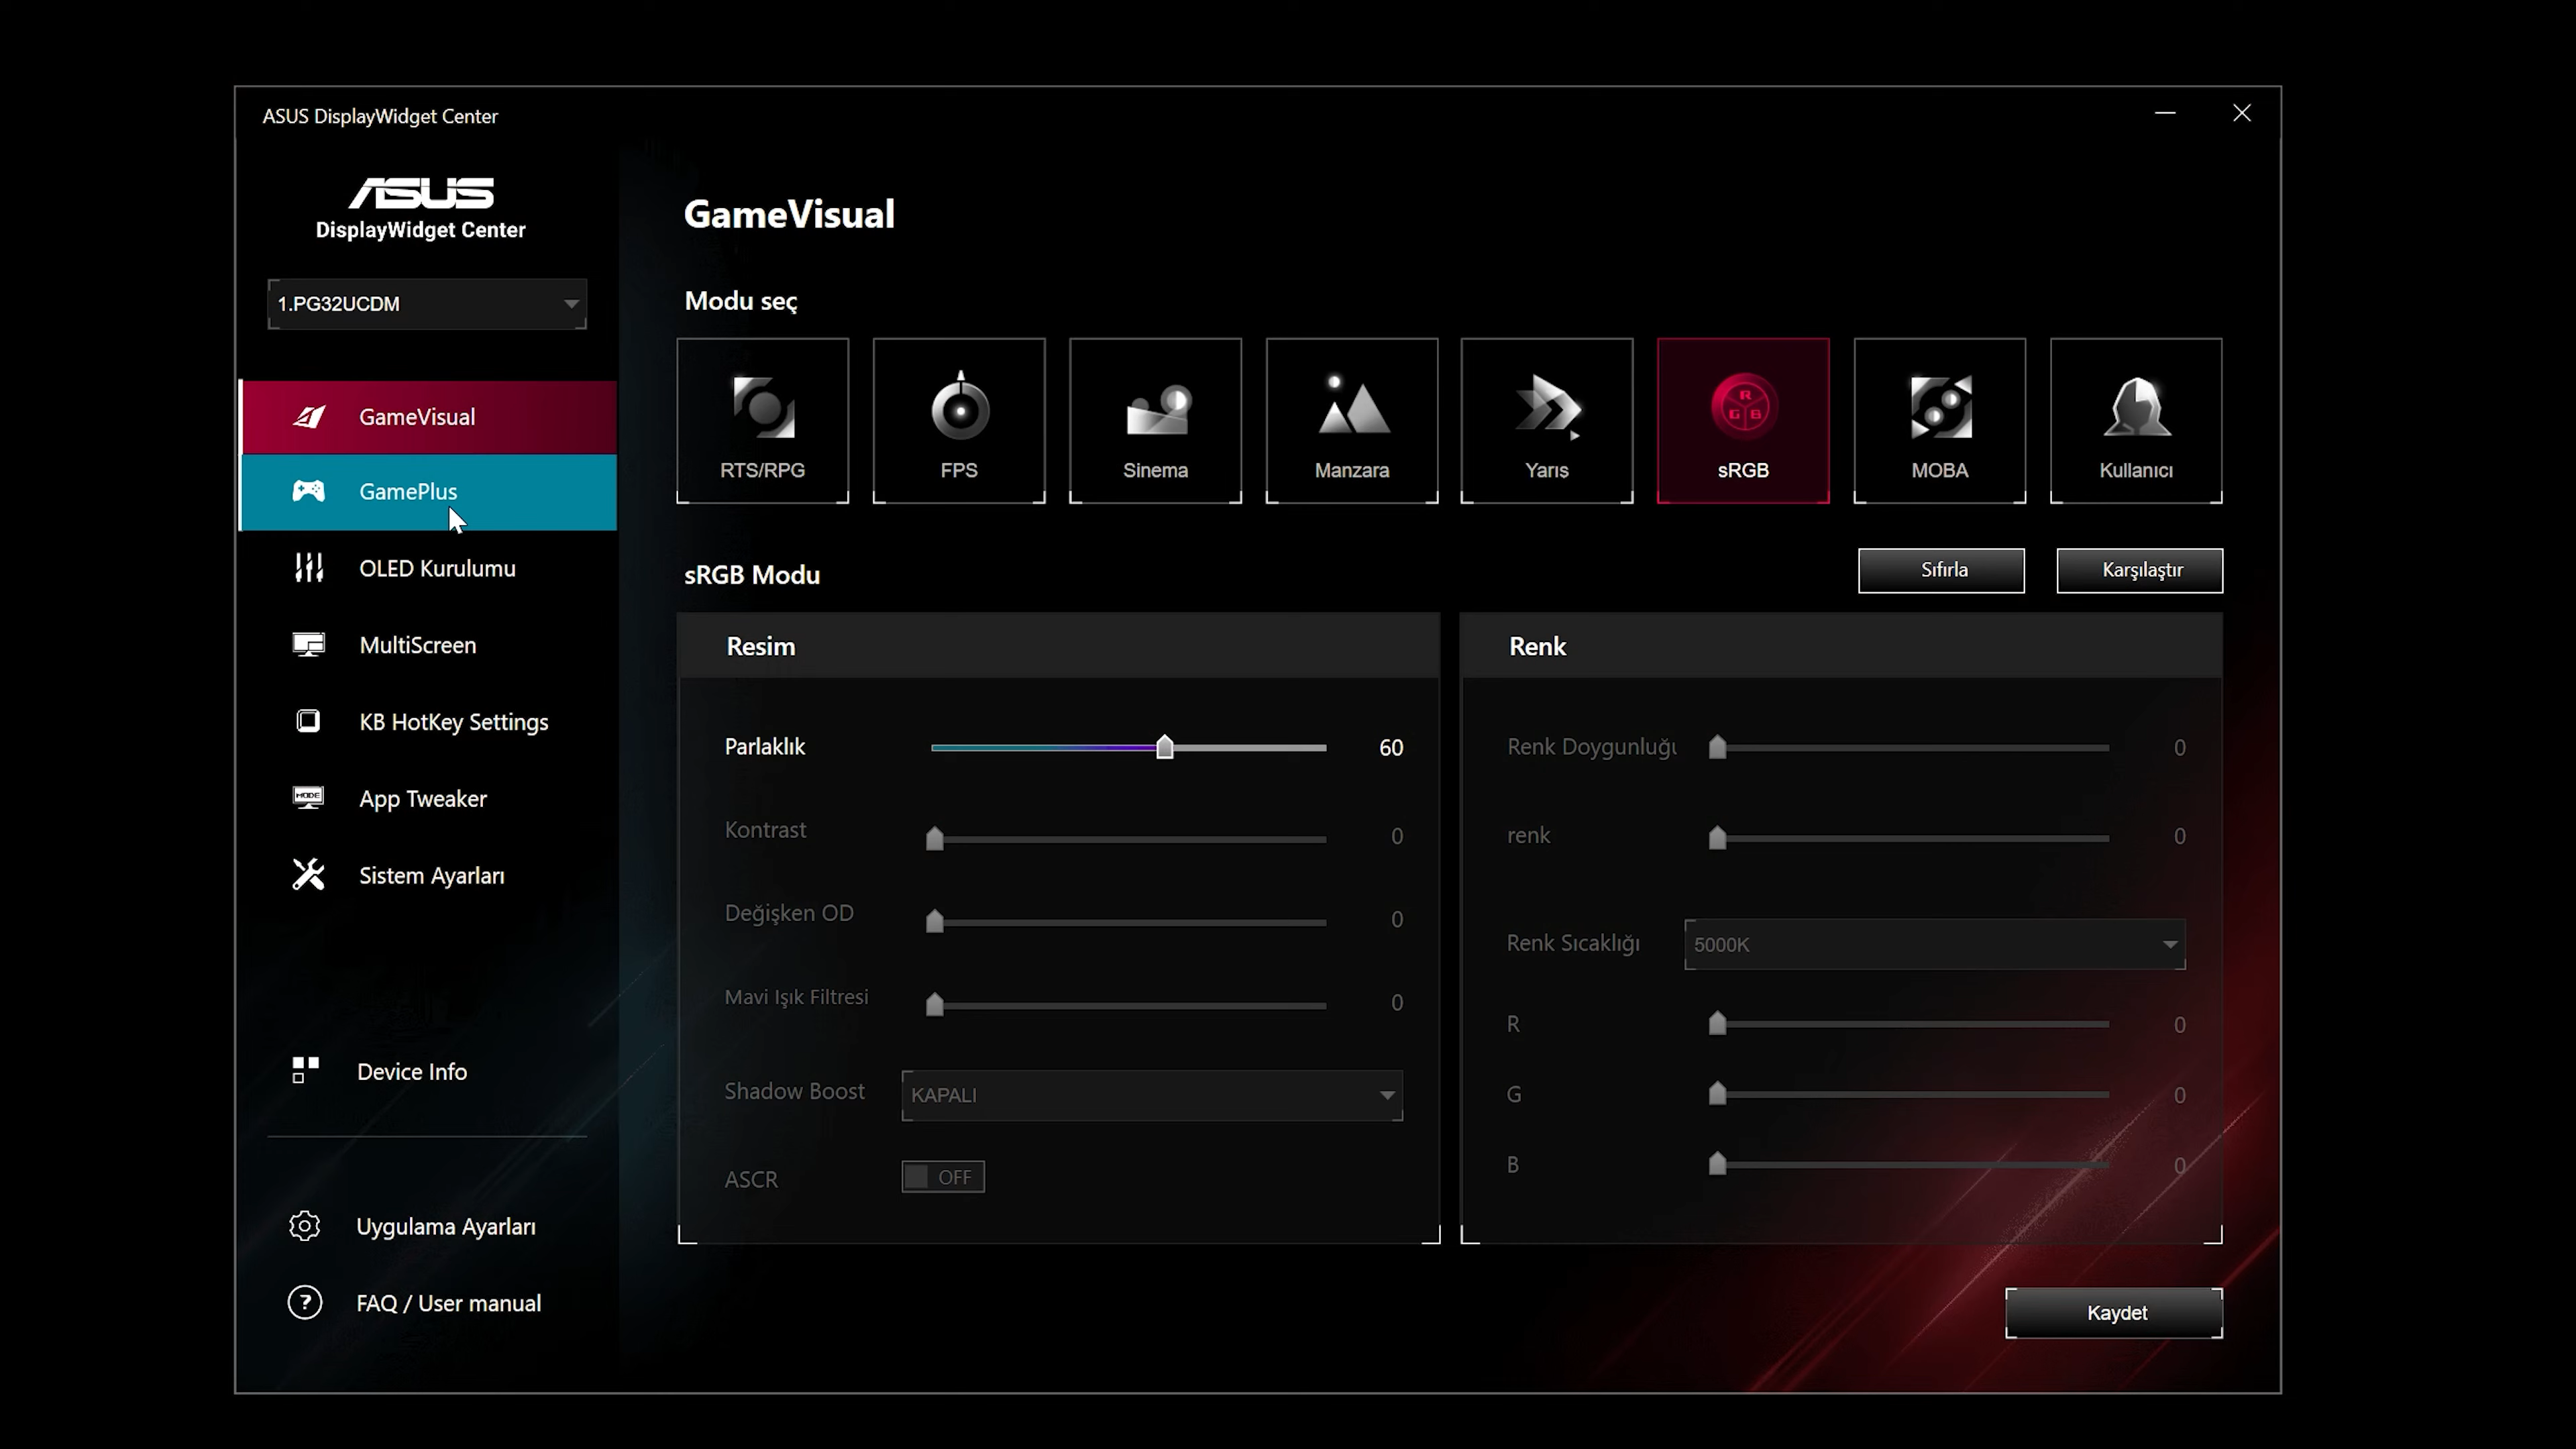 ASUS DisplayWidget Center
ASUS
DisplayWidget Center
1.PG32UCDM
GameVisual
GamePlus
OLED Kurulumu
MultiScreen
KB HotKey Settings
MODE
App Tweaker
Sistem Ayarları
Device Info
Uygulama Ayarları
? FAQ / User manual
GameVisual
Modu seç
RTS/RPG
FPS
Sinema
Manzara
Yarıs
R G B
sRGB
MOBA
Kullanıcı
sRGB Modu
Sıfırla
Karşılaştır
Resim
Parlaklık 60
Kontrast 0
Değişken OD 0
Mavi Işık Filtresi 0
Shadow Boost KAPALI
ASCR OFF
Renk
Renk Doygunluğu 0
renk 0
Renk Sıcaklığı 5000K
R 0
G 0
B 0
Kaydet